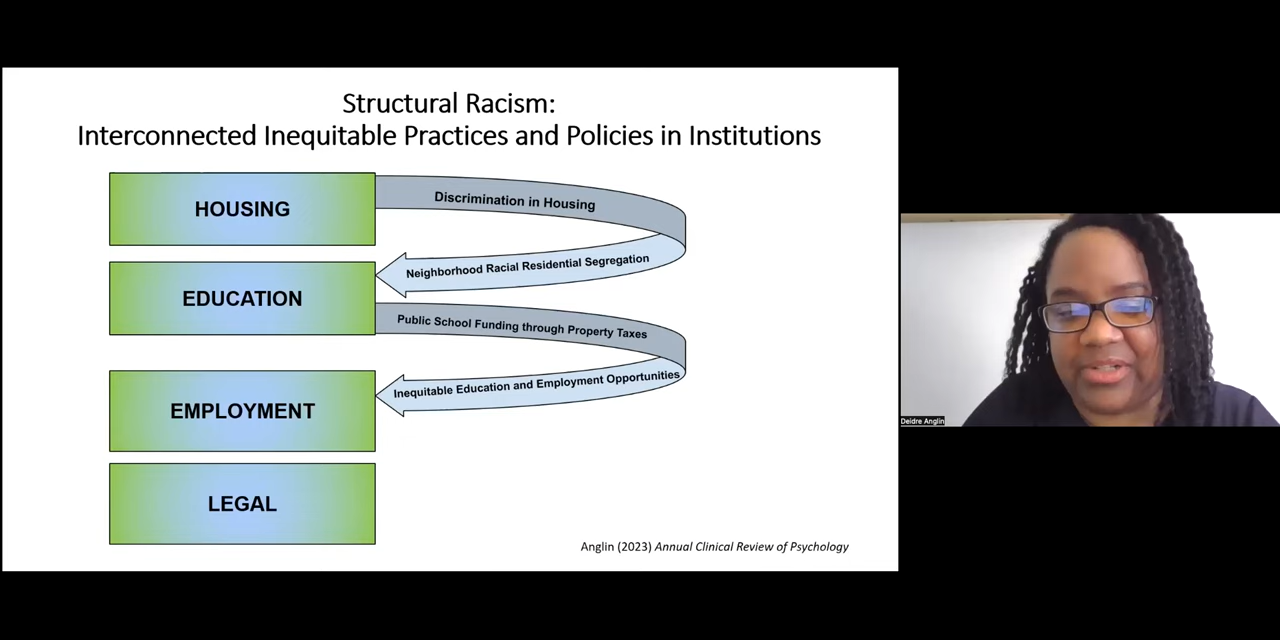 Structural Racism:
Interconnected Inequitable Practices and Policies in Institutions
HOUSING
Discrimination in Housing
Neighborhood Racial Residential Segregation
EDUCATION
Public School Funding through Property Taxes
Inequitable Education and Employment Opportunities
EMPLOYMENT
LEGAL
Anglin (2023) Annual Clinical Review of Psychology
Deidre Anglin